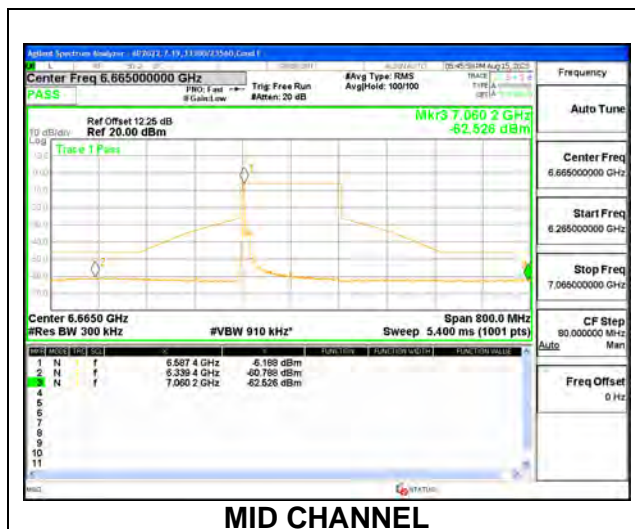 Center Freq 6.665000000 GHz
PASS
PNO: Fast
#Gain:Low
Trig: Free Run
#Atten: 20 dB
#Avg Type: RMS
Avg|Hold: 100/100
TRACE
TYPE
DET
Frequency
Ref Offset 12.25 dB
10 dB/div Ref 20.00 dBm
Log
Mkr3 7.060 2 GHz
-62.526 dBm
Trace 1 Pass
Auto Tune
Center Freq
6.665000000 GHz
Start Freq
6.265000000 GHz
Stop Freq
7.065000000 GHz
CF Step
80.000000 MHz
Auto Man
Freq Offset
0 Hz
Center 6.6650 GHz
Span 800.0 MHz
#Res BW 300 kHz
#VBW 910 kHz*
Sweep 5.400 ms (1001 pts)
MKR MODE TRC SCL X Y FUNCTION FUNCTION WIDTH FUNCTION VALUE
1 N f 6.587 4 GHz -6.188 dBm
2 N f 6.339 4 GHz -60.788 dBm
3 N f 7.060 2 GHz -62.526 dBm
4
5
6
7
8
9
10
11
MSG
STATUS
MID CHANNEL